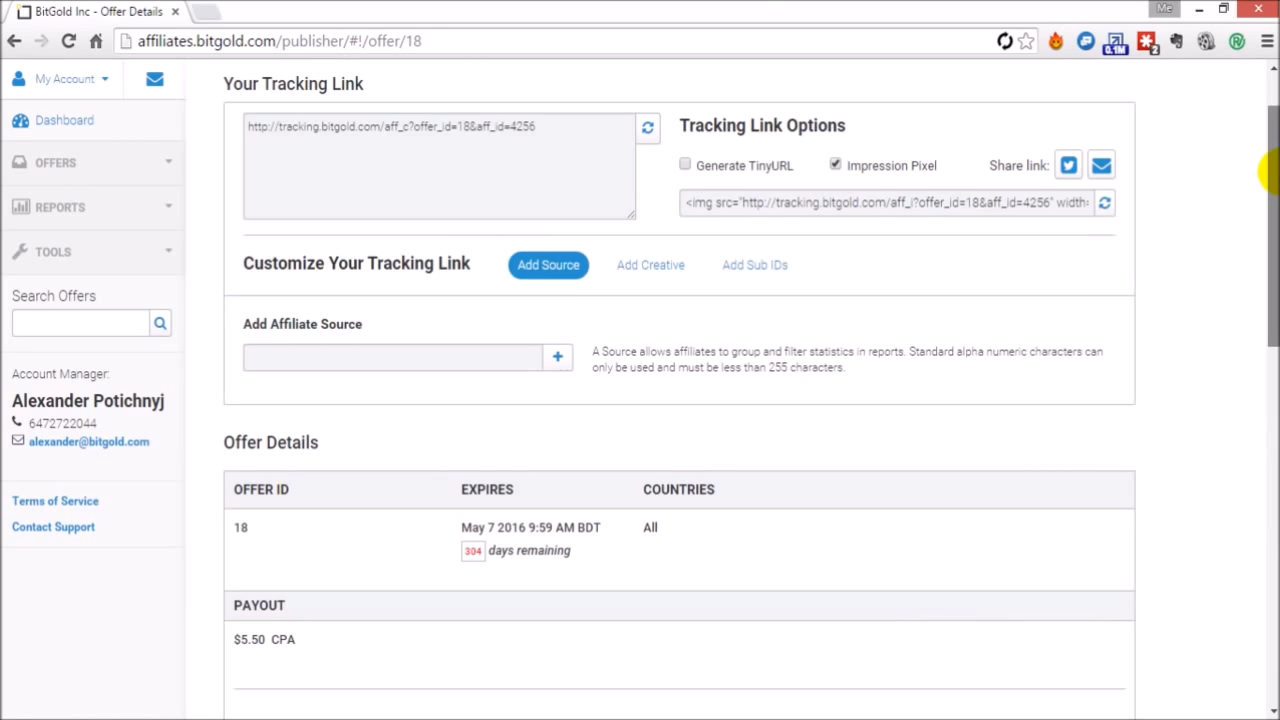 BitGold Inc - Offer Details
Me
affiliates.bitgold.com/publisher/#!/offer/18
0.1M
2
My Account
Dashboard
OFFERS
REPORTS
TOOLS
Search Offers
Account Manager:
Alexander Potichnyj
6472722044
alexander@bitgold.com
Terms of Service
Contact Support
Your Tracking Link
http://tracking.bitgold.com/aff_c?offer_id=18&aff_id=4256
Tracking Link Options
Generate TinyURL
Impression Pixel
Share link:
<img src="http://tracking.bitgold.com/aff_i?offer_id=18&aff_id=4256" width=
Customize Your Tracking Link
Add Source
Add Creative
Add Sub IDs
Add Affiliate Source
A Source allows affiliates to group and filter statistics in reports. Standard alpha numeric characters can
only be used and must be less than 255 characters.
Offer Details
OFFER ID EXPIRES COUNTRIES
18 May 7 2016 9:59 AM BDT All
304 days remaining
PAYOUT
$5.50 CPA